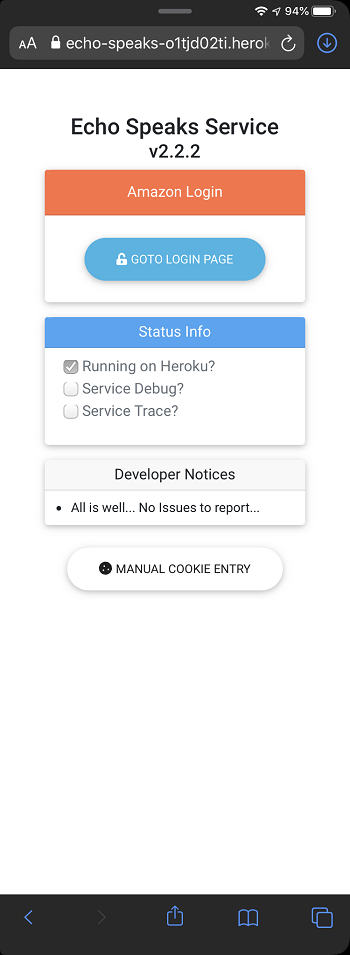 94%
AA echo-speaks-o1tjd02ti.herok
Echo Speaks Service
v2.2.2
Amazon Login
GOTO LOGIN PAGE
Status Info
Running on Heroku?
Service Debug?
Service Trace?
Developer Notices
All is well... No Issues to report...
MANUAL COOKIE ENTRY